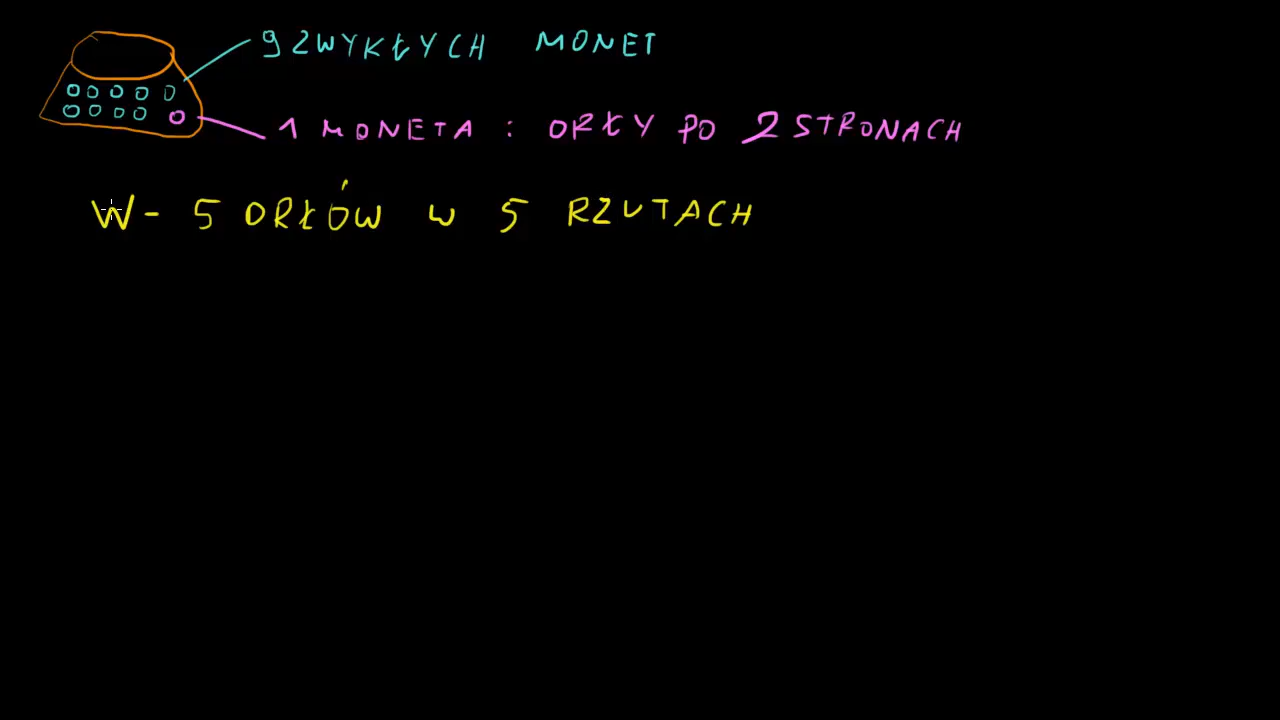 9 ZWYKŁYCH MONET
1 MONETA : ORŁY PO 2 STRONACH
W - 5 ORŁÓW W 5 RZUTACH